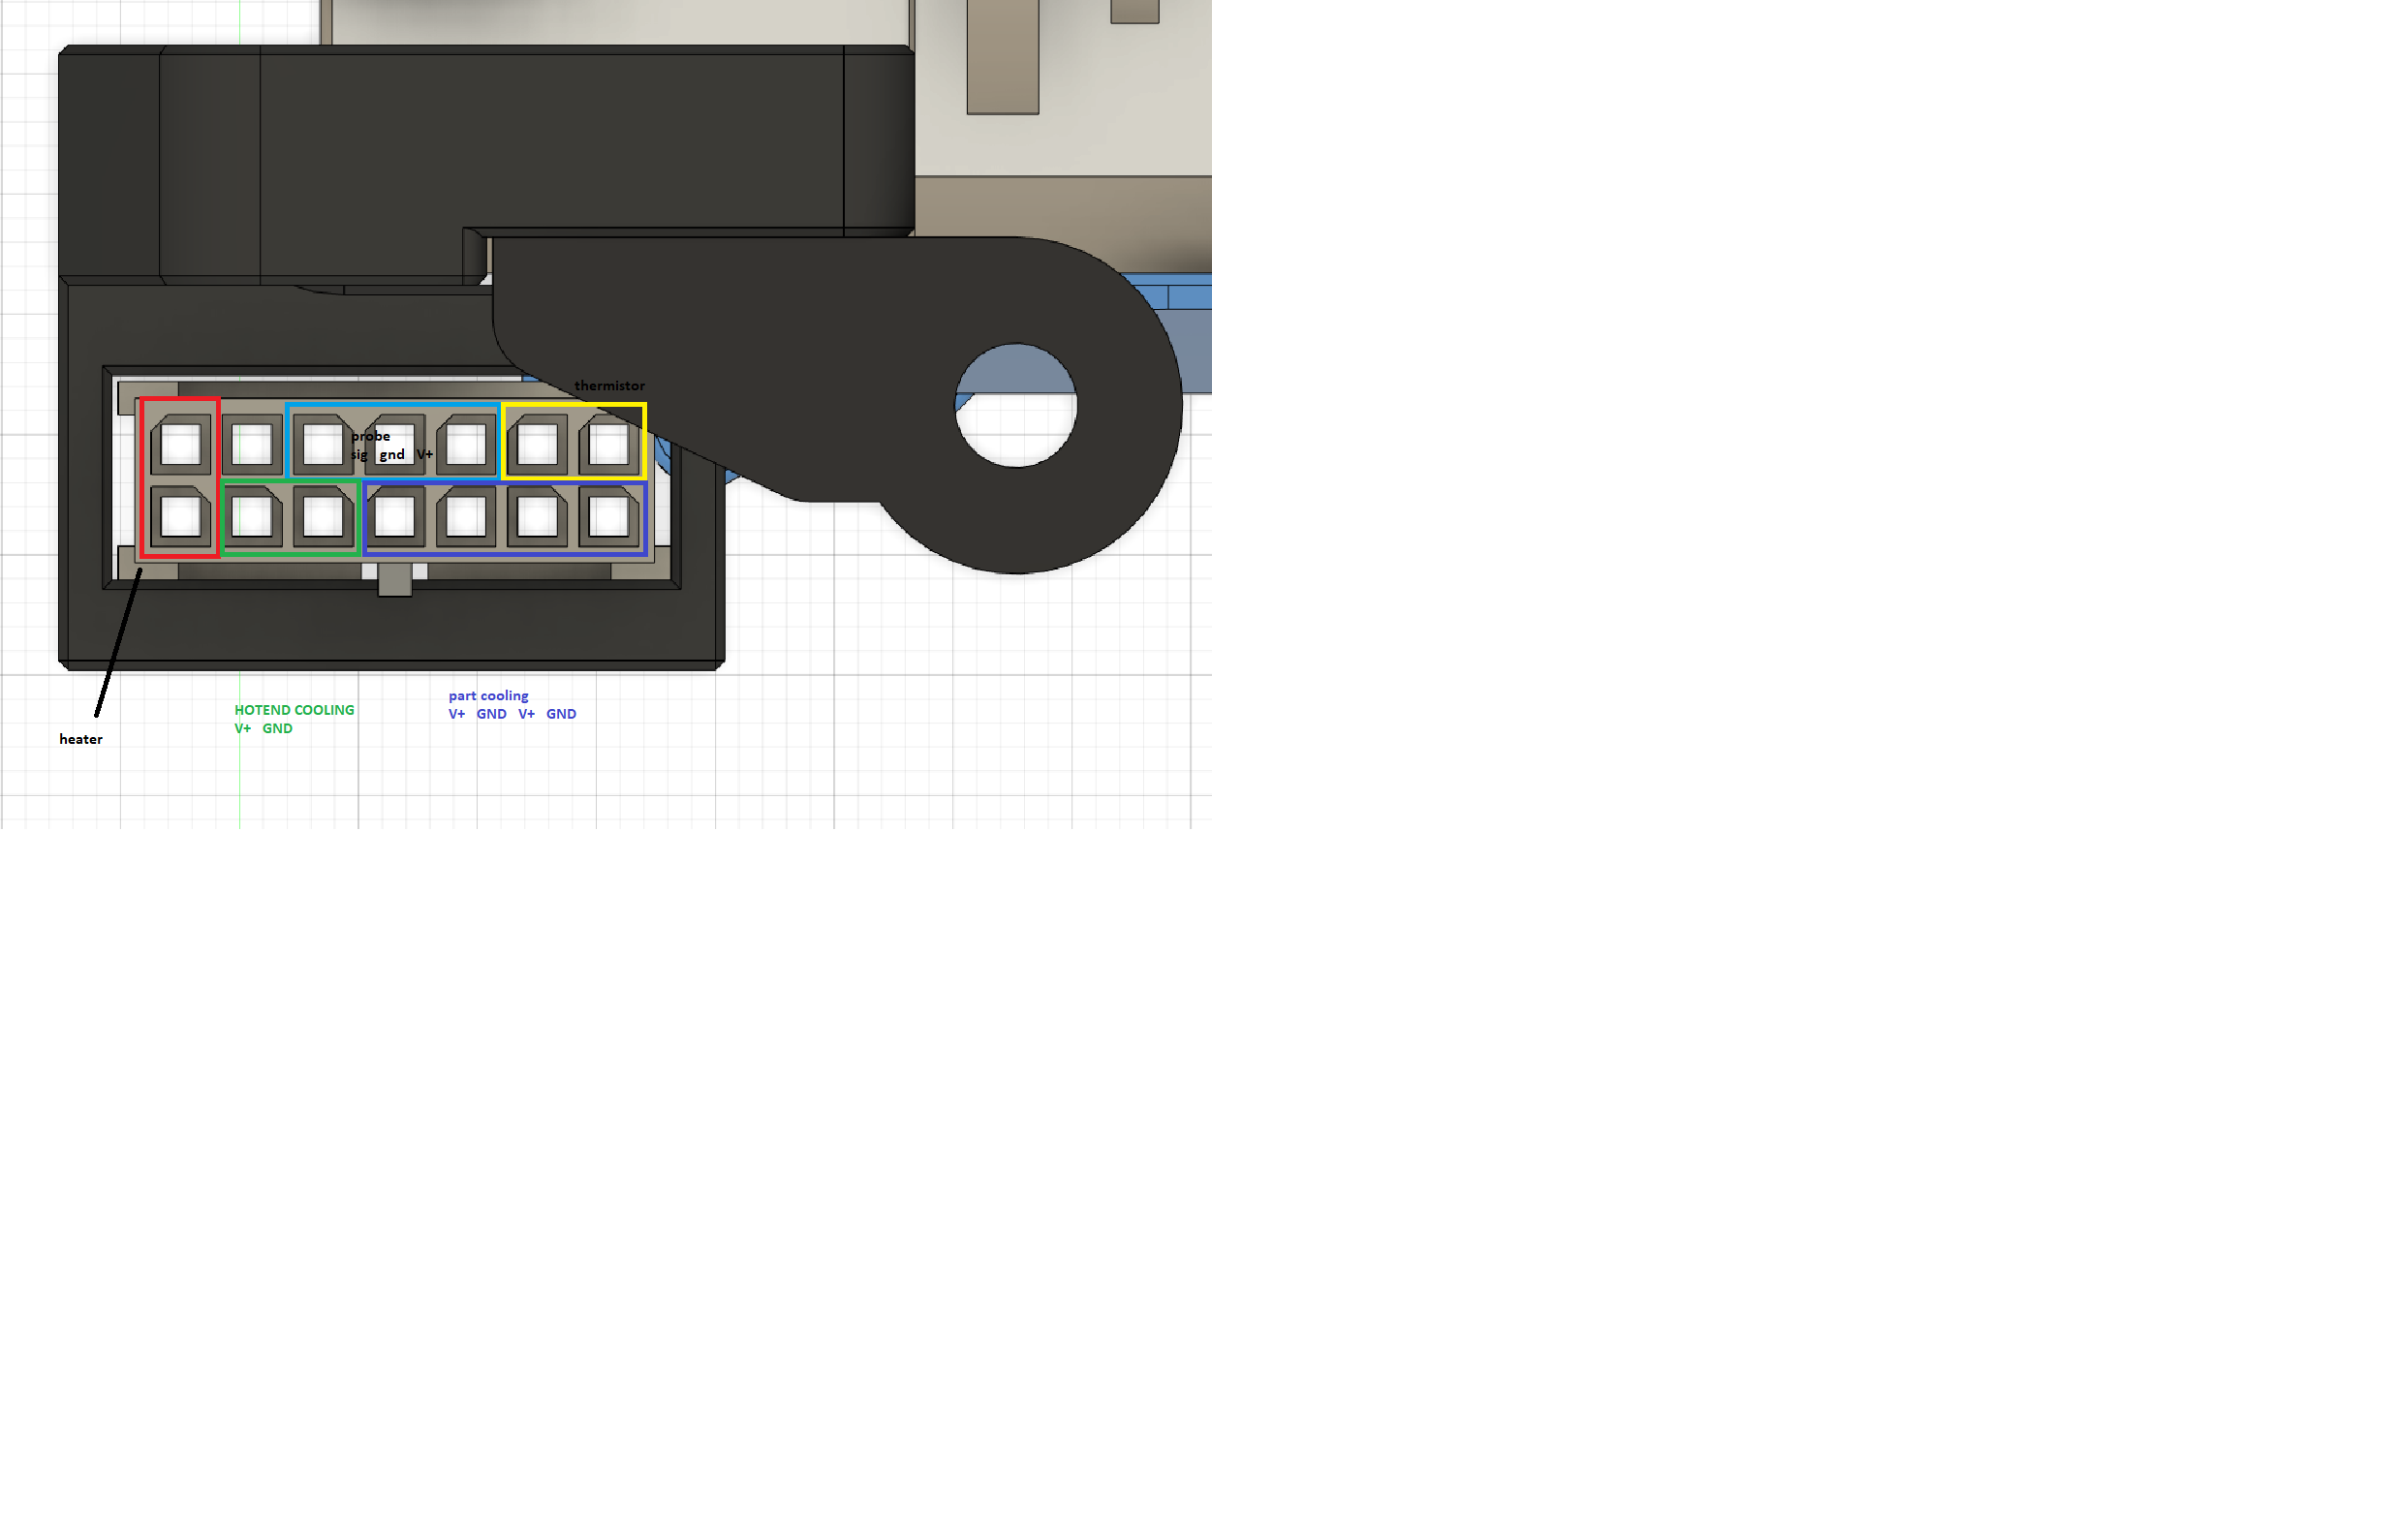 thermistor
probe
sig gnd V+
part cooling
V+ GND V+ GND
HOTEND COOLING
V+ GND
heater